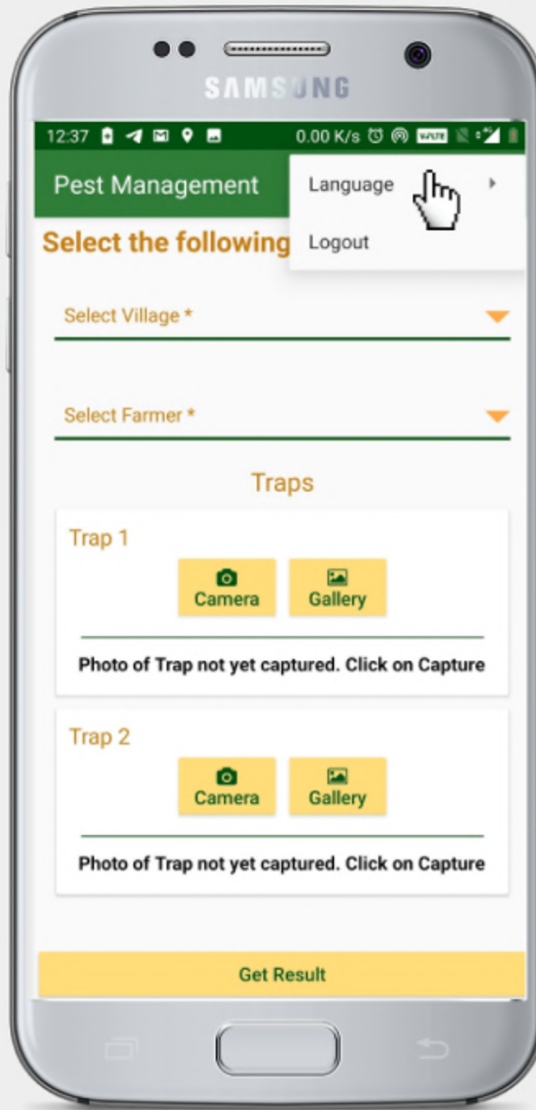 SAMSUNG
12:37 0.00 K/s VoLTE 4G
Pest Management
Language
Logout
Select the following
Select Village *
Select Farmer *
Traps
Trap 1
Camera Gallery
Photo of Trap not yet captured. Click on Capture
Trap 2
Camera Gallery
Photo of Trap not yet captured. Click on Capture
Get Result